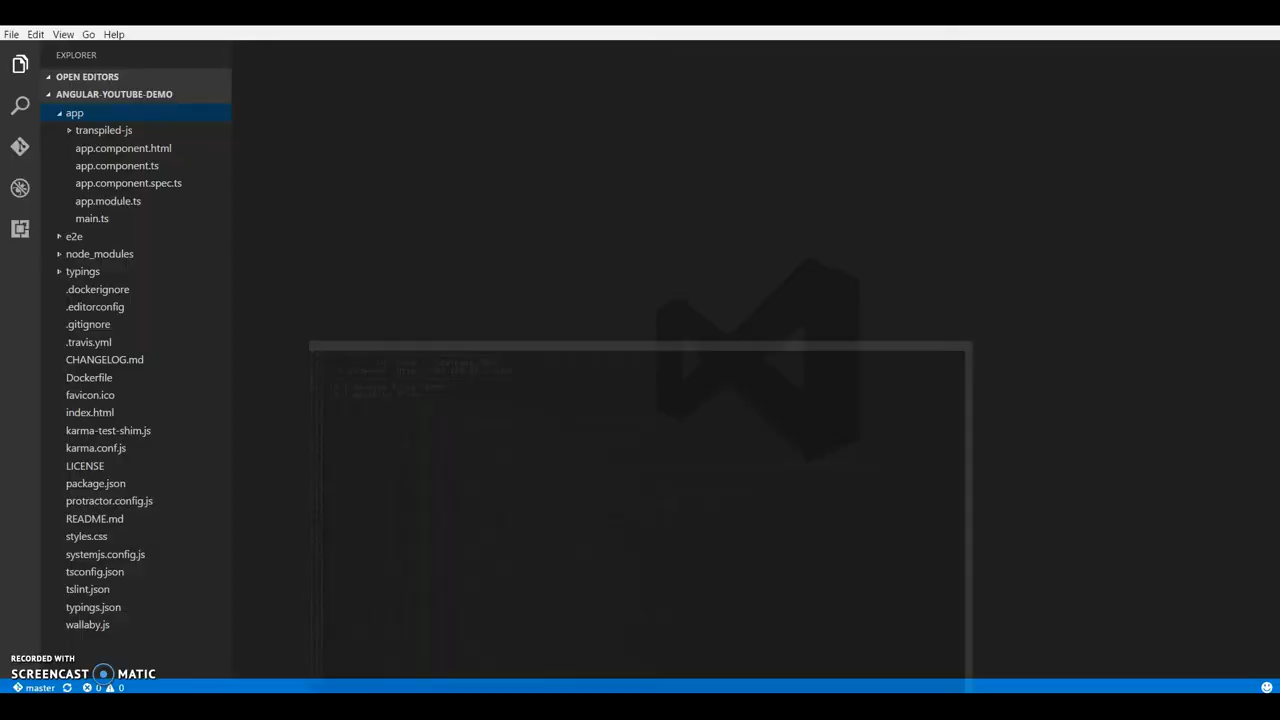 File Edit View Go Help
EXPLORER
OPEN EDITORS
ANGULAR-YOUTUBE-DEMO
app
transpiled-js
app.component.html
app.component.ts
app.component.spec.ts
app.module.ts
main.ts
e2e
node_modules
typings
.dockerignore
.editorconfig
.gitignore
.travis.yml
CHANGELOG.md
Dockerfile
favicon.ico
index.html
karma-test-shim.js
karma.conf.js
LICENSE
package.json
protractor.config.js
README.md
styles.css
systemjs.config.js
tsconfig.json
tslint.json
typings.json
wallaby.js
RECORDED WITH
SCREENCAST MATIC
master 0 0